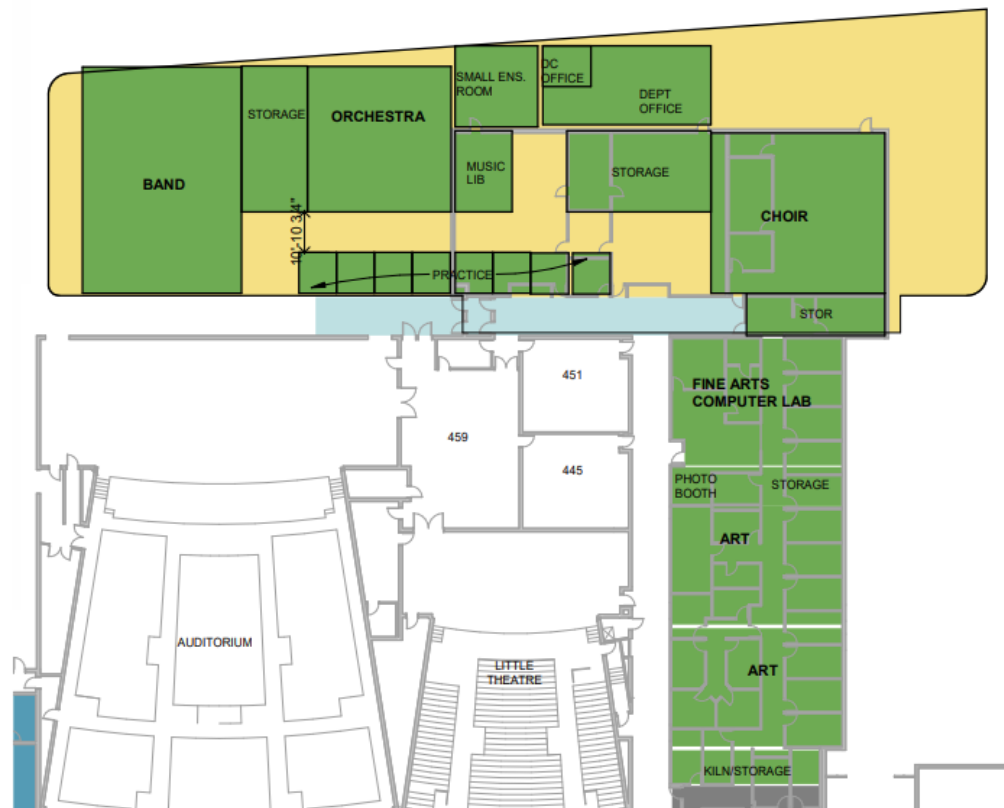 SMALL ENS.
ROOM
DC
OFFICE
DEPT
OFFICE
STORAGE
ORCHESTRA
BAND
MUSIC
LIB
STORAGE
CHOIR
10'-10 3/4"
PRACTICE
STOR
451
459
445
FINE ARTS
COMPUTER LAB
PHOTO
BOOTH
STORAGE
ART
AUDITORIUM
LITTLE
THEATRE
ART
KILN/STORAGE